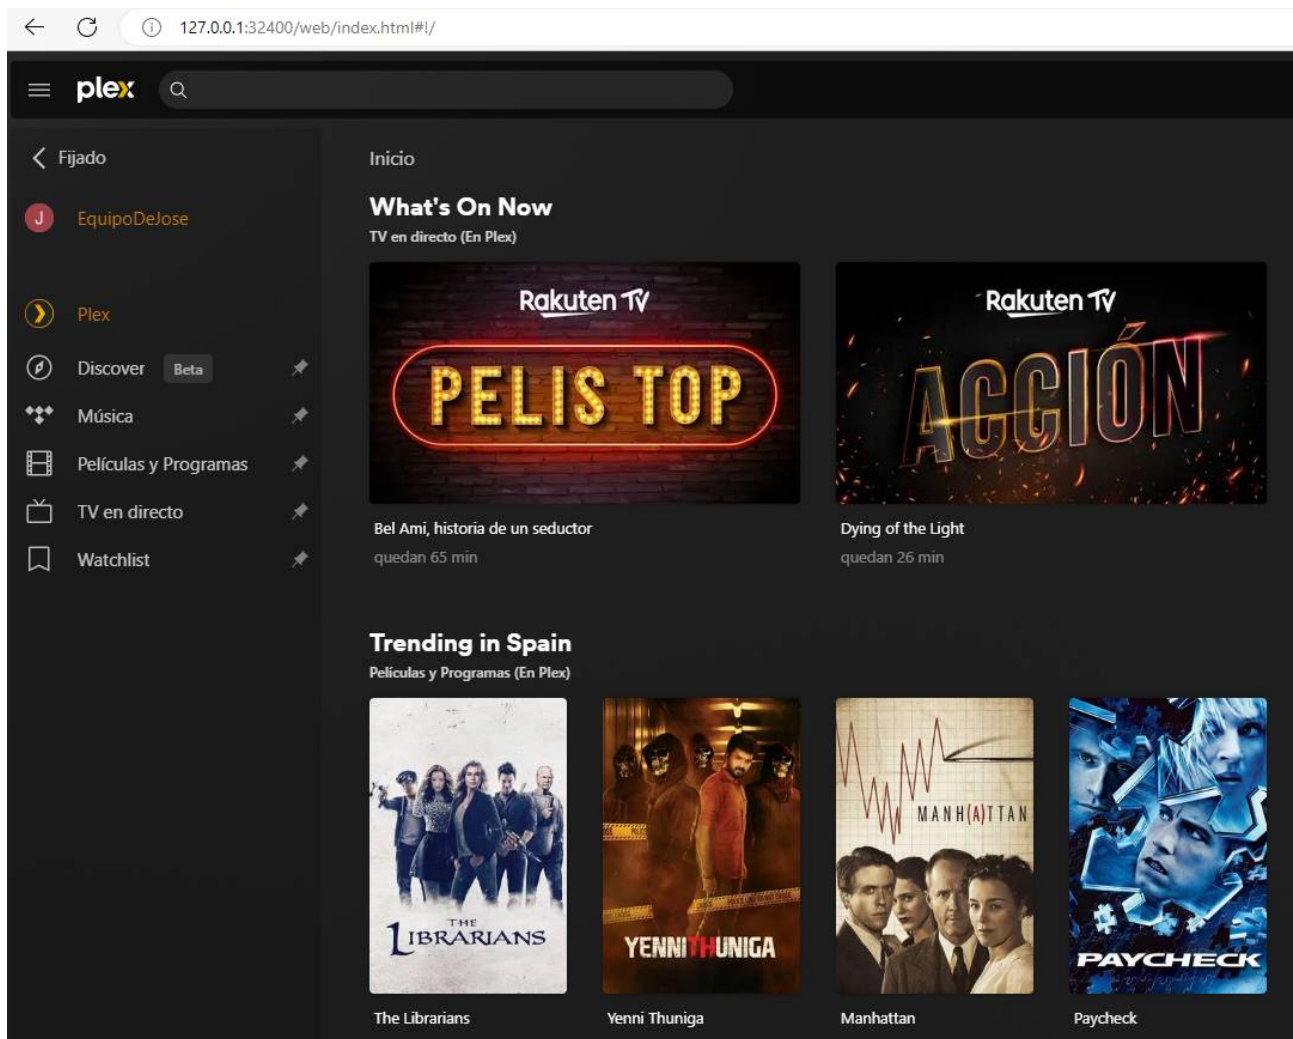 127.0.0.1:32400/web/index.html#!/
plex
Fijado
J
EquipoDeJose
Plex
Discover Beta
Música
Películas y Programas
TV en directo
Watchlist
Inicio
What's On Now
TV en directo (En Plex)
Rakuten TV
PELIS TOP
Bel Ami, historia de un seductor
quedan 65 min
Rakuten TV
ACCIÓN
Dying of the Light
quedan 26 min
Trending in Spain
Películas y Programas (En Plex)
THE
LIBRARIANS
The Librarians
YENNITHUNIGA
Yenni Thuniga
MANH(A)TTAN
Manhattan
PAYCHECK
Paycheck